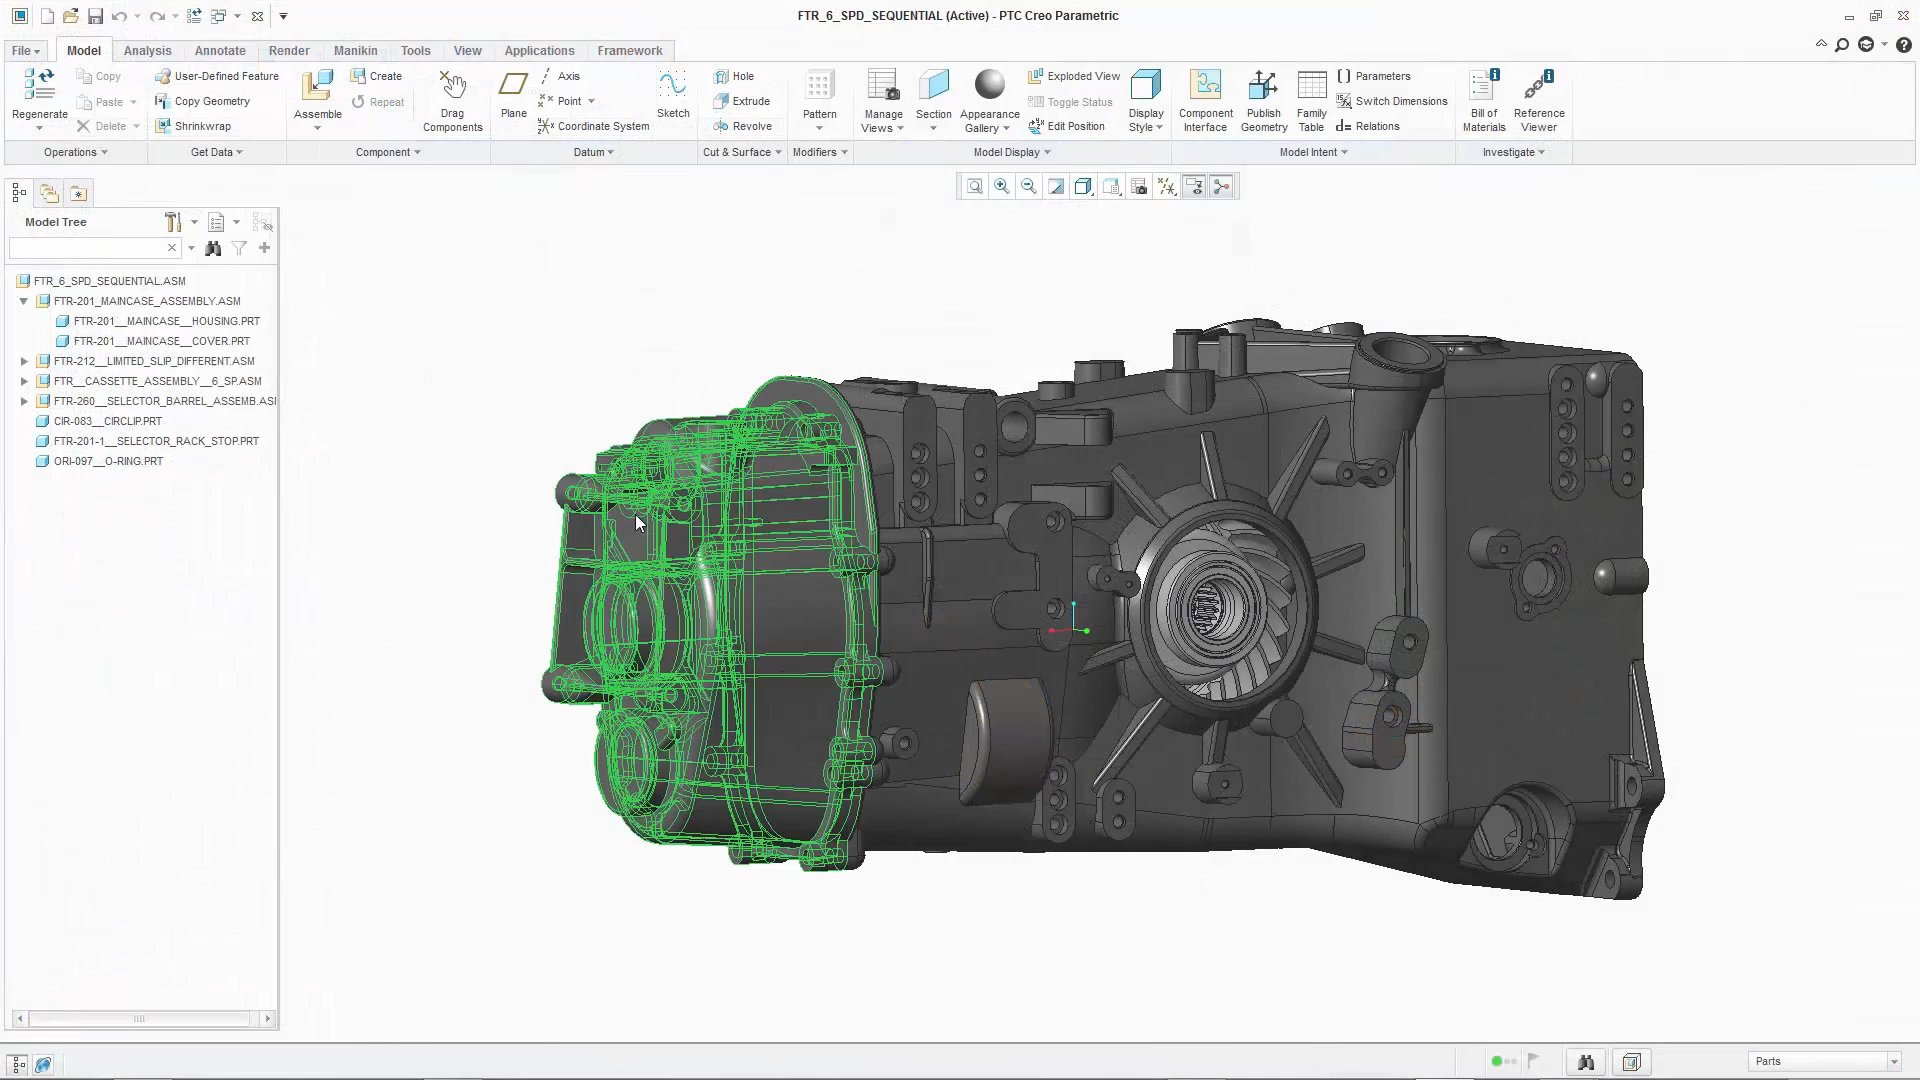 FTR_6_SPD_SEQUENTIAL (Active) - PTC Creo Parametric
File Model Analysis Annotate Render Manikin Tools View Applications Framework
Regenerate
Copy
Paste
Delete
Operations
User-Defined Feature
Copy Geometry
Shrinkwrap
Get Data
Assemble
Create
Repeat
Drag
Components
Component
Plane
Axis
Point
Coordinate System
Sketch
Datum
Hole
Extrude
Revolve
Cut & Surface
Pattern
Modifiers
Manage
Views
Section
Appearance
Gallery
Exploded View
Toggle Status
Edit Position
Display
Style
Model Display
Component
Interface
Publish
Geometry
Family
Table
Parameters
Switch Dimensions
d= Relations
Model Intent
Bill of
Materials
Reference
Viewer
Investigate
Model Tree
FTR_6_SPD_SEQUENTIAL.ASM
FTR-201_MAINCASE_ASSEMBLY.ASM
FTR-201__MAINCASE__HOUSING.PRT
FTR-201__MAINCASE__COVER.PRT
FTR-212__LIMITED_SLIP_DIFFERENT.ASM
FTR__CASSETTE_ASSEMBLY__6_SP.ASM
FTR-260__SELECTOR_BARREL_ASSEMB.AS
CIR-083__CIRCLIP.PRT
FTR-201-1__SELECTOR_RACK_STOP.PRT
ORI-097__O-RING.PRT
Parts